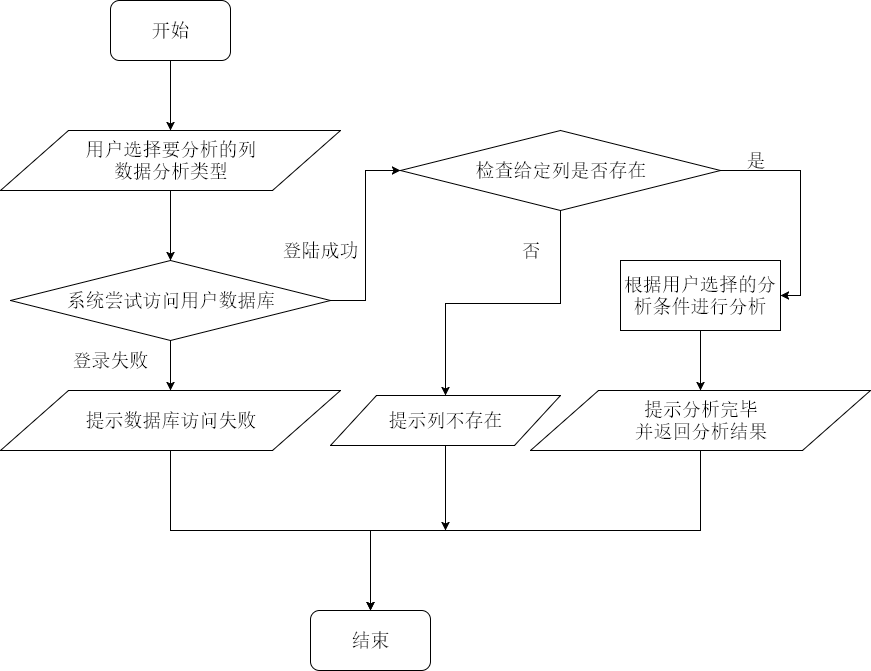 开始
用户选择要分析的列
数据分析类型
检查给定列是否存在
是
登陆成功
否
系统尝试访问用户数据库
根据用户选择的分
析条件进行分析
登录失败
提示数据库访问失败
提示列不存在
提示分析完毕
并返回分析结果
结束